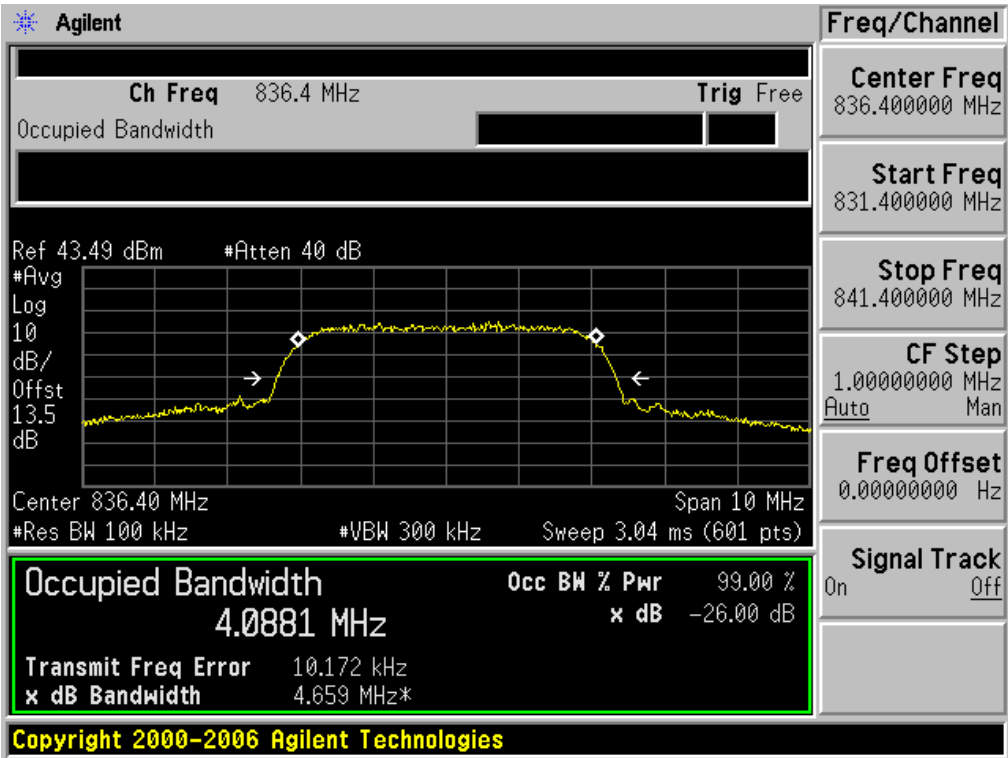 Agilent
Freq/Channel
Ch Freq 836.4 MHz Trig Free
Occupied Bandwidth
Center Freq
836.400000 MHz
Start Freq
831.400000 MHz
Stop Freq
841.400000 MHz
CF Step
1.00000000 MHz
Auto Man
Freq Offset
0.00000000 Hz
Signal Track
On Off
Ref 43.49 dBm #Atten 40 dB
#Avg
Log
10
dB/
Offst
13.5
dB
Center 836.40 MHz Span 10 MHz
#Res BW 100 kHz #VBW 300 kHz Sweep 3.04 ms (601 pts)
Occupied Bandwidth
4.0881 MHz
Occ BW % Pwr 99.00 %
x dB -26.00 dB
Transmit Freq Error 10.172 kHz
x dB Bandwidth 4.659 MHz*
Copyright 2000-2006 Agilent Technologies